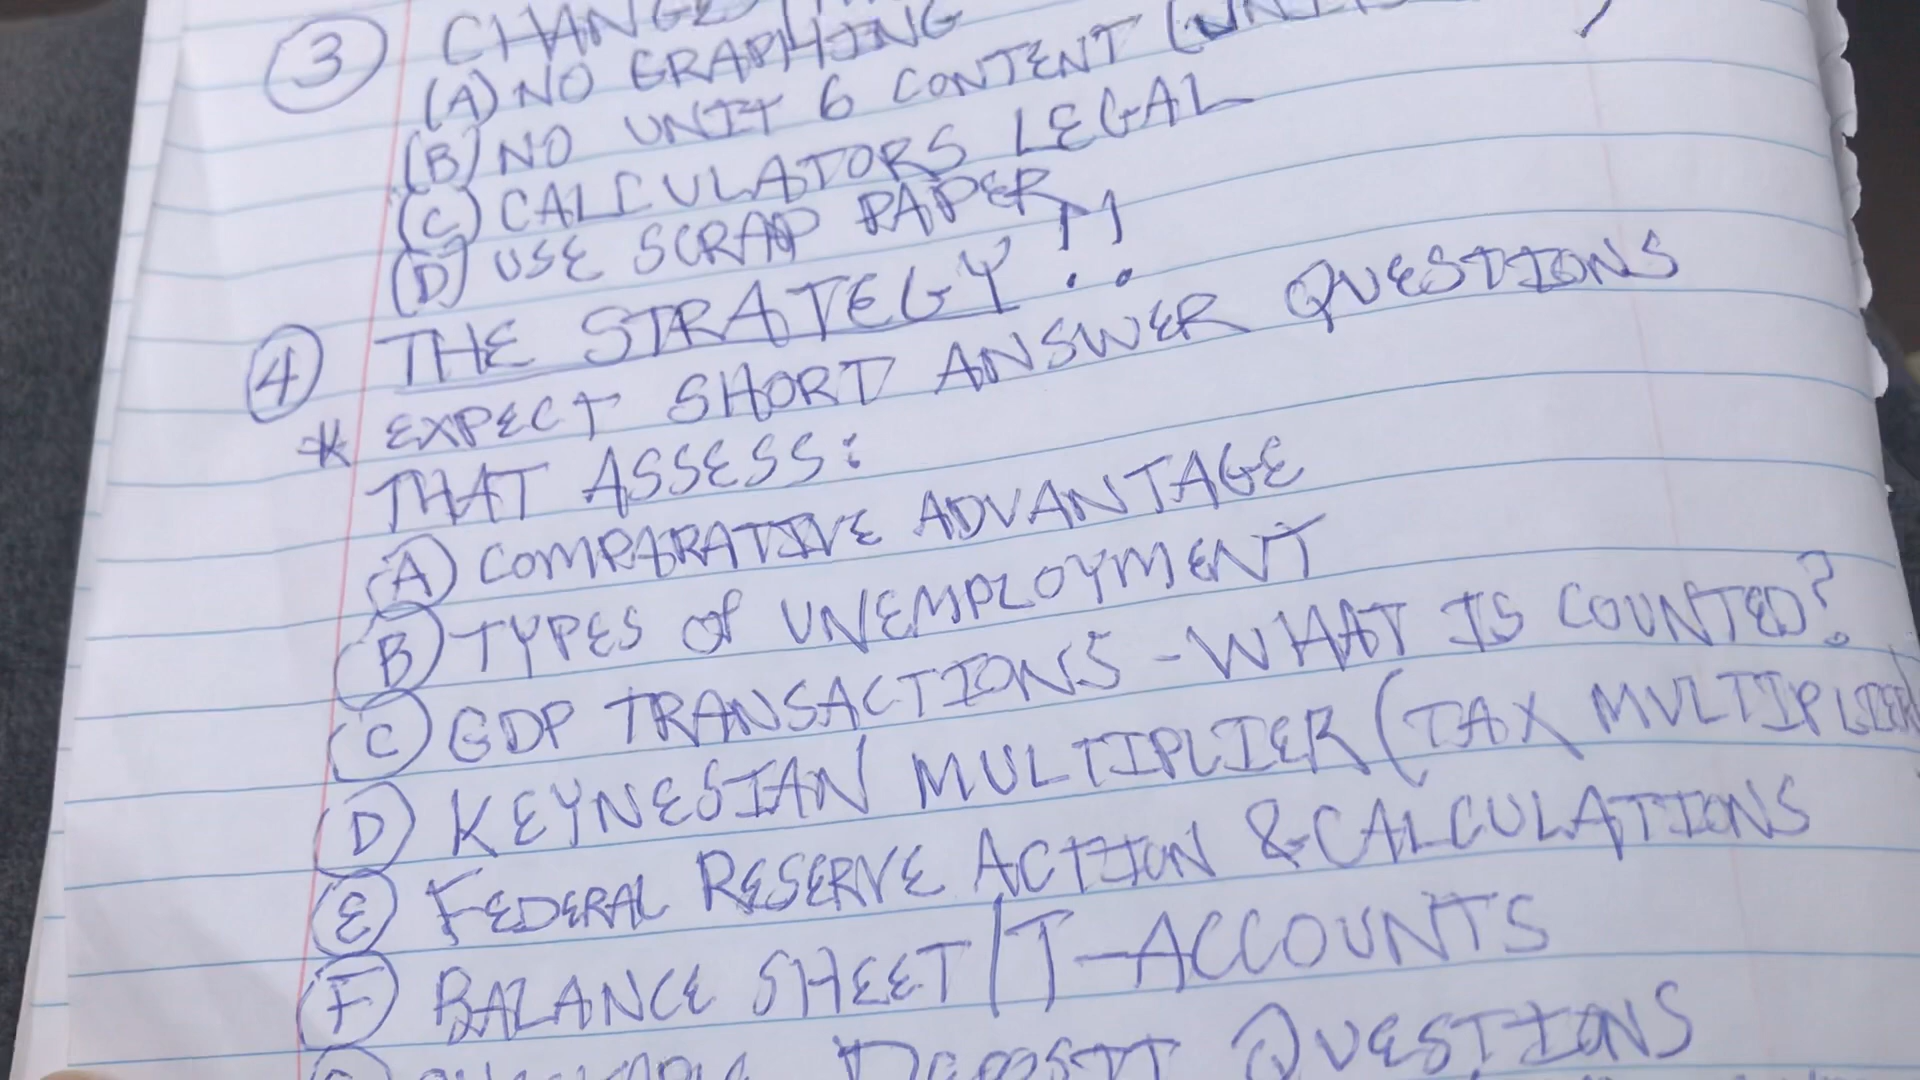 ③ CHANGE
(A) NO GRAPHING
(B) NO UNIT 6 CONTENT
(C) CALCULATORS LEGAL
(D) USE SCRAP PAPER
④ THE STRATEGY!!
* EXPECT SHORT ANSWER QUESTIONS
THAT ASSESS:
(A) COMPARATIVE ADVANTAGE
(B) TYPES OF UNEMPLOYMENT
(C) GDP TRANSACTIONS - WHAT IS COUNTED?
(D) KEYNESIAN MULTIPLIER (TAX MULTIPLIER)
(E) FEDERAL RESERVE ACTION & CALCULATIONS
(F) BALANCE SHEET/T-ACCOUNTS
DEPOSIT QUESTIONS